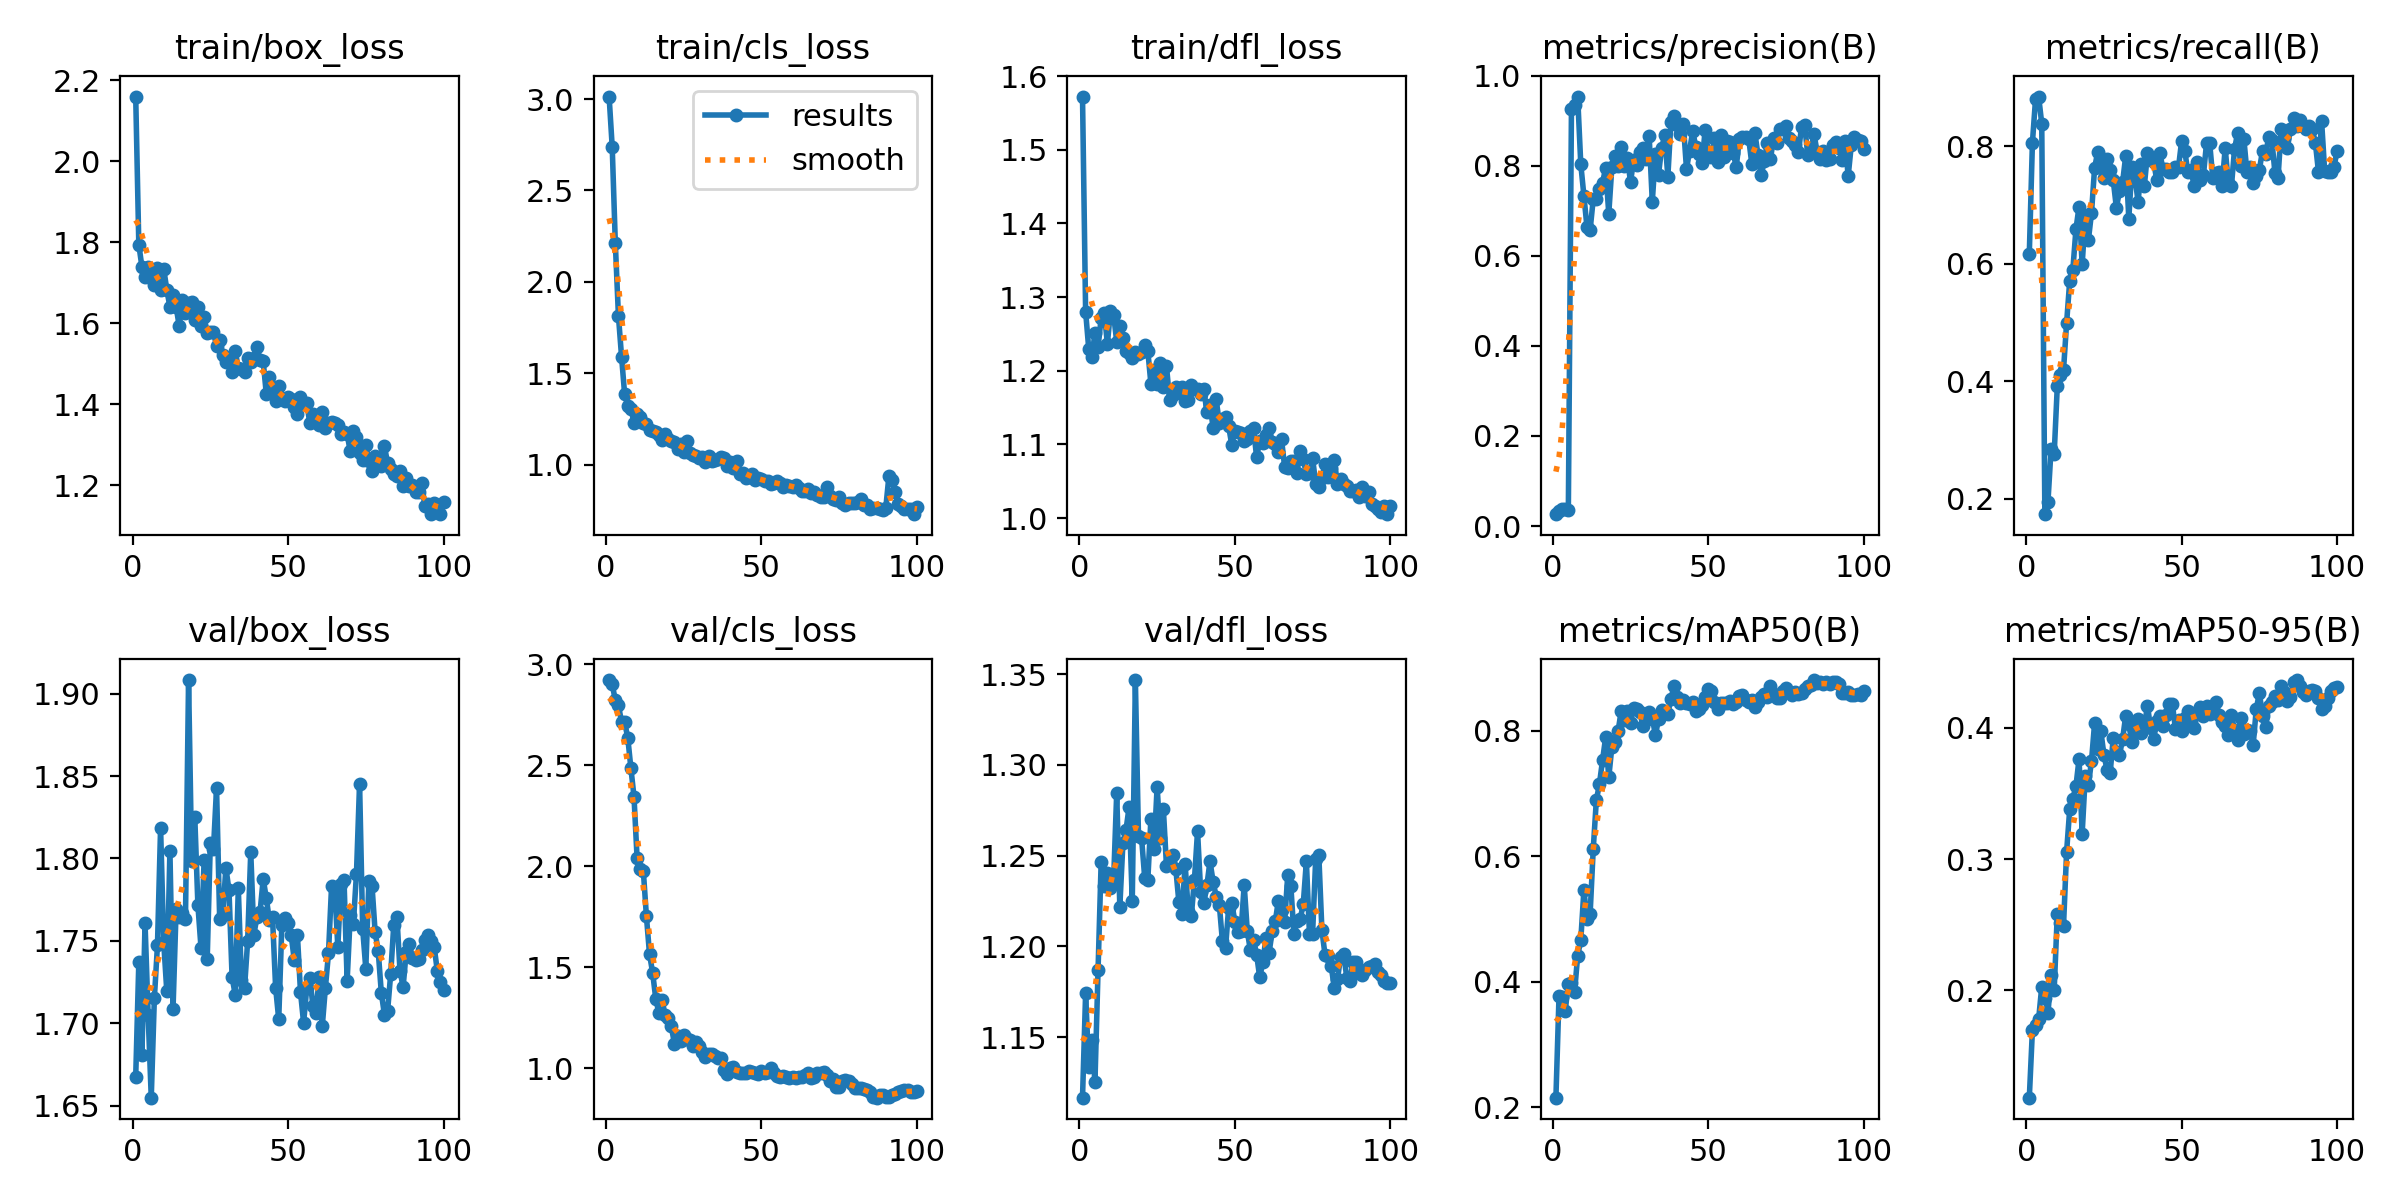 train/box_loss
2.2
2.0
1.8
1.6
1.4
1.2
0 50 100
train/cls_loss
results
smooth
3.0
2.5
2.0
1.5
1.0
0 50 100
train/dfl_loss
1.6
1.5
1.4
1.3
1.2
1.1
1.0
0 50 100
metrics/precision(B)
1.0
0.8
0.6
0.4
0.2
0.0
0 50 100
metrics/recall(B)
0.8
0.6
0.4
0.2
0 50 100
val/box_loss
1.90
1.85
1.80
1.75
1.70
1.65
0 50 100
val/cls_loss
3.0
2.5
2.0
1.5
1.0
0 50 100
val/dfl_loss
1.35
1.30
1.25
1.20
1.15
0 50 100
metrics/mAP50(B)
0.8
0.6
0.4
0.2
0 50 100
metrics/mAP50-95(B)
0.4
0.3
0.2
0 50 100